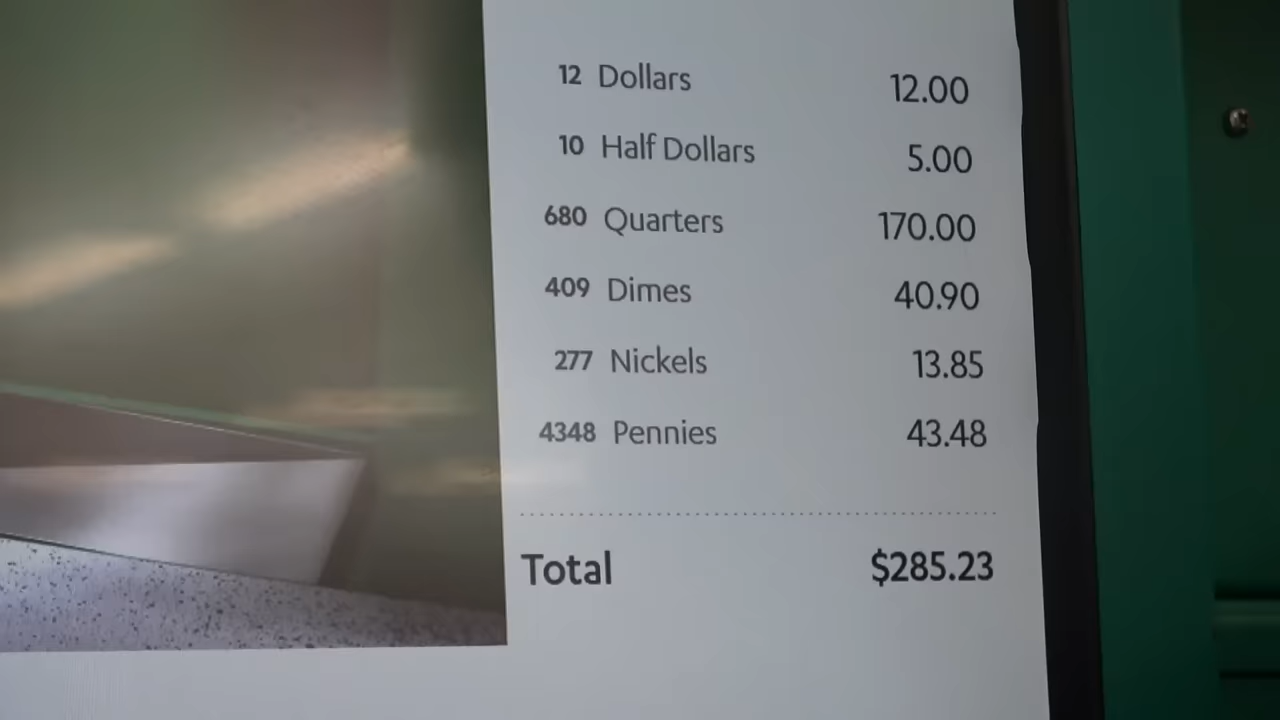 12 Dollars 12.00
10 Half Dollars 5.00
680 Quarters 170.00
409 Dimes 40.90
277 Nickels 13.85
4348 Pennies 43.48
Total $285.23